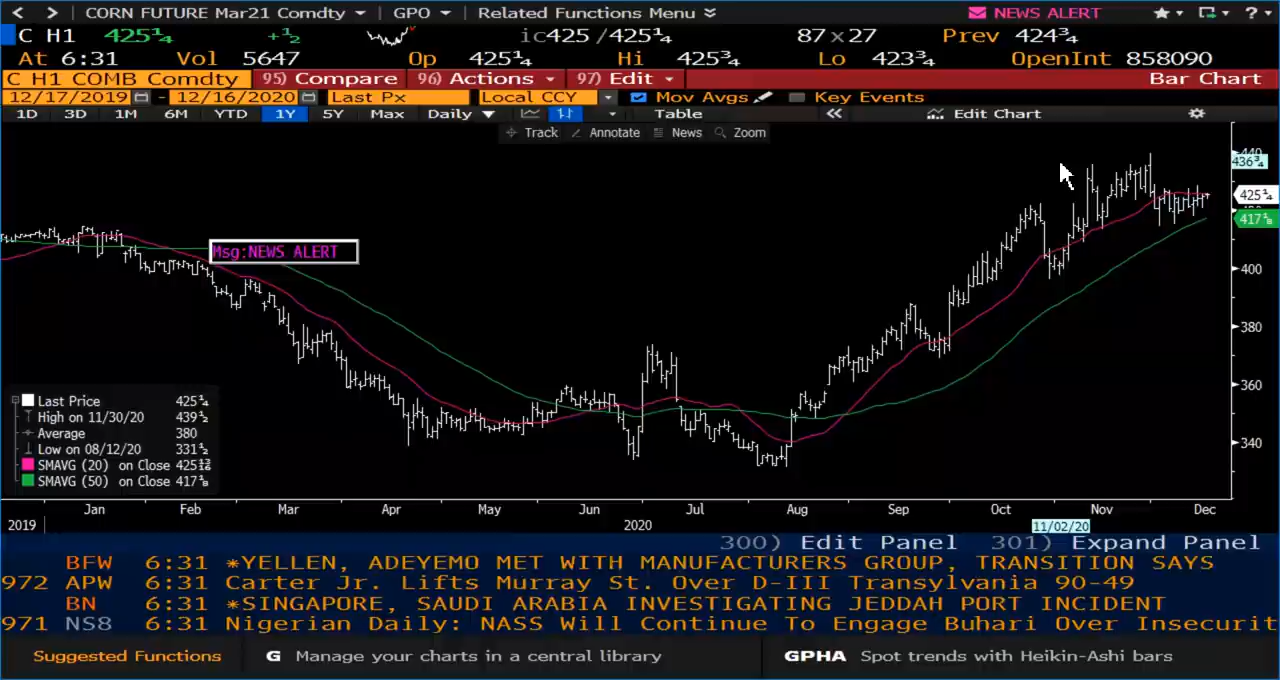 < > CORN FUTURE Mar21 Comdty GPO Related Functions Menu NEWS ALERT ?
C H1 425¼ +½ ic425 /425¼ 87x27 Prev 424¾
At 6:31 Vol 5647 Op 425¼ Hi 425¾ Lo 423¾ OpenInt 858090
C H1 COMB Comdty 95) Compare 96) Actions 97) Edit Bar Chart
12/17/2019 - 12/16/2020 Last Px Local CCY Mov Avgs Key Events
1D 3D 1M 6M YTD 1Y 5Y Max Daily Table Edit Chart
Track Annotate News Zoom
440
436¾
425¼
417⅛
Msg:NEWS ALERT
400
380
360
340
Last Price 425¼
High on 11/30/20 439½
Average 380
Low on 08/12/20 331½
SMAVG (20) on Close 425
SMAVG (50) on Close 417⅛
Jan Feb Mar Apr May Jun Jul Aug Sep Oct Nov Dec
2019 2020 11/02/20
300) Edit Panel 301) Expand Panel
BFW 6:31 *YELLEN, ADEYEMO MET WITH MANUFACTURERS GROUP, TRANSITION SAYS
972 APW 6:31 Carter Jr. Lifts Murray St. Over D-III Transylvania 90-49
BN 6:31 *SINGAPORE, SAUDI ARABIA INVESTIGATING JEDDAH PORT INCIDENT
971 NS8 6:31 Nigerian Daily: NASS Will Continue To Engage Buhari Over Insecurit
Suggested Functions G Manage your charts in a central library GPHA Spot trends with Heikin-Ashi bars